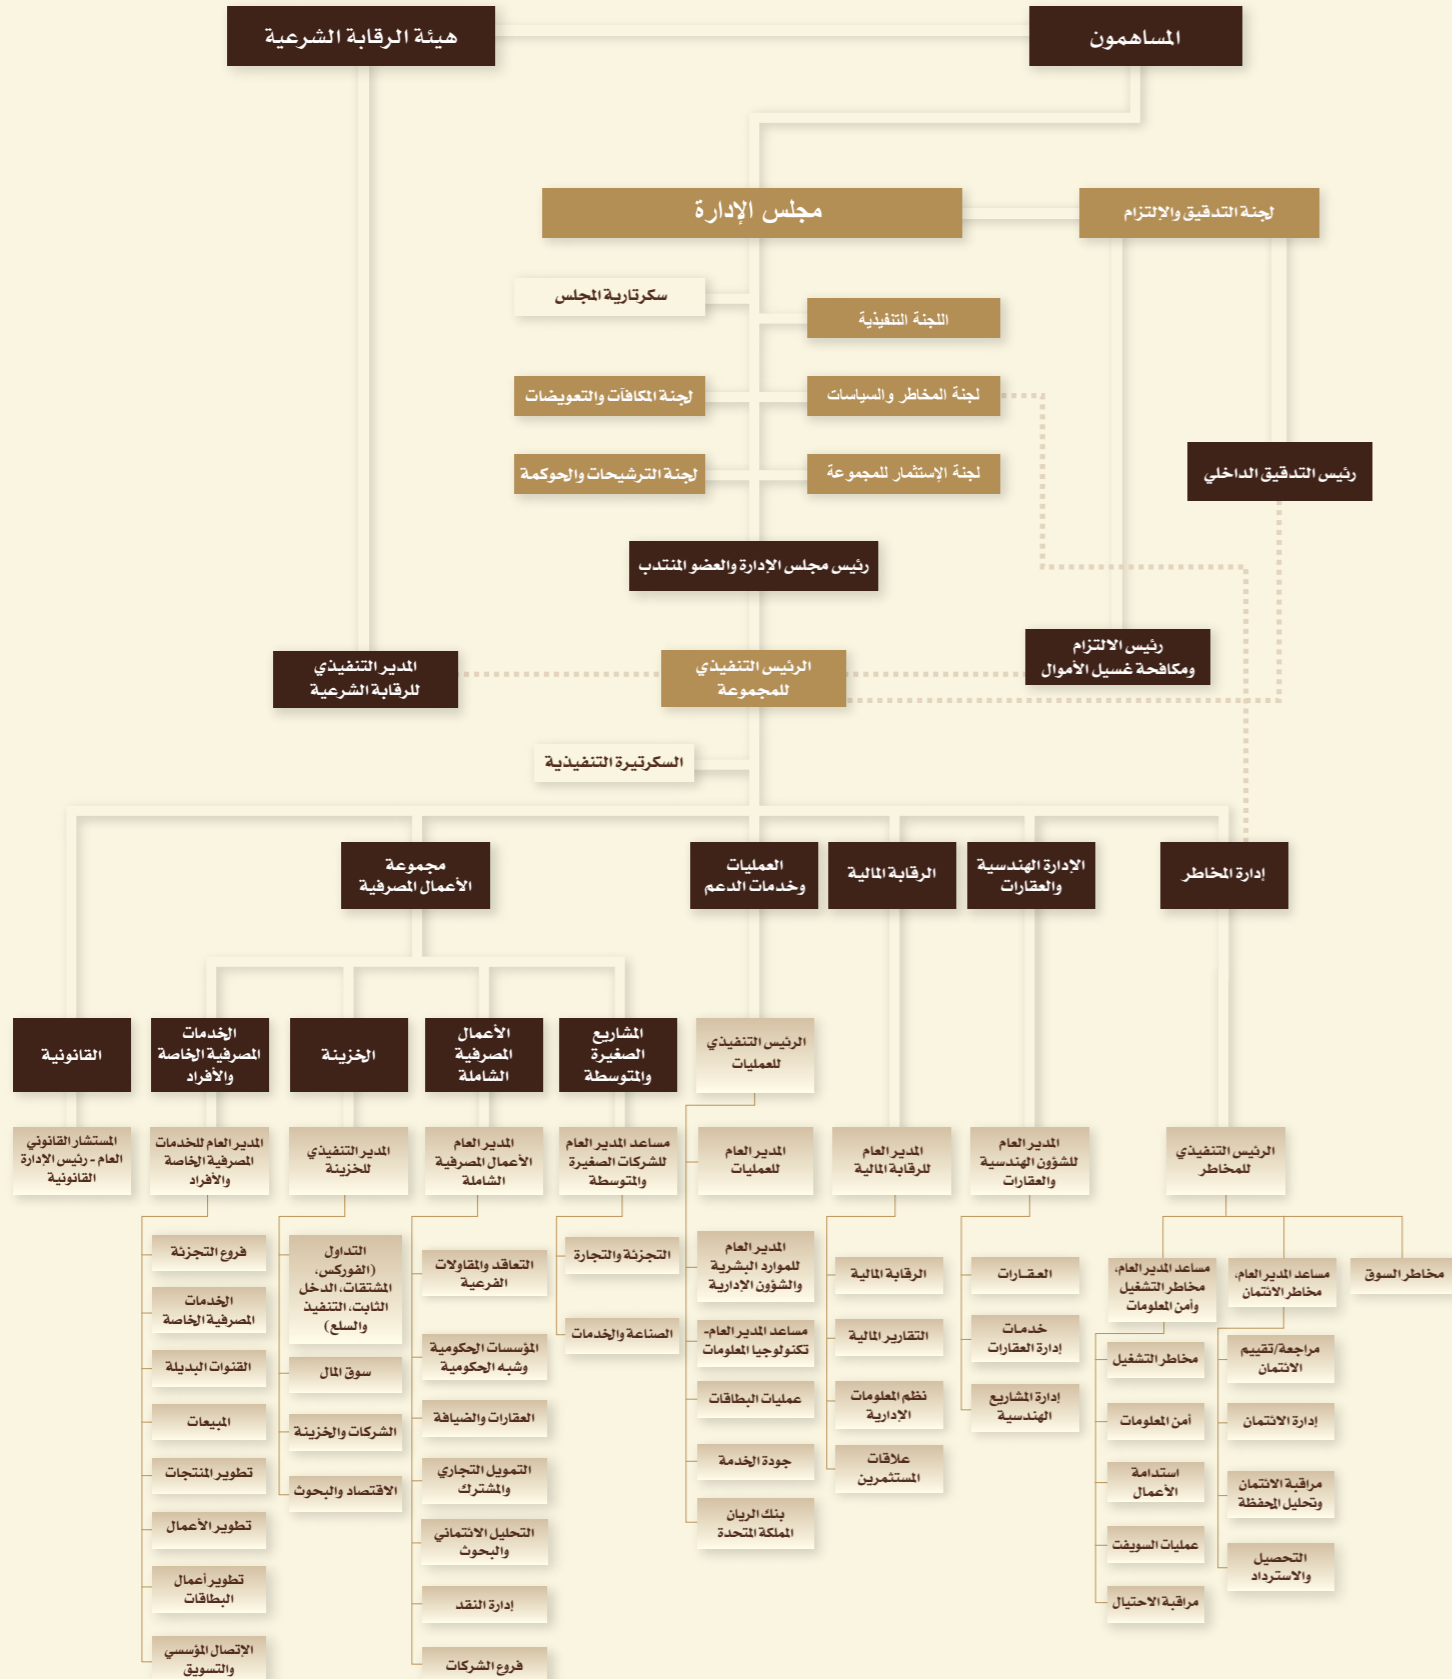 المساهمون
هيئة الرقابة الشرعية
مجلس الإدارة
لجنة التدقيق والإلتزام
سكرتارية المجلس
اللجنة التنفيذية
لجنة المخاطر والسياسات
لجنة المكافآت والتعويضات
لجنة الإستثمار للمجموعة
لجنة الترشيحات والحوكمة
رئيس التدقيق الداخلي
رئيس مجلس الإدارة والعضو المنتدب
رئيس الالتزام
ومكافحة غسيل الأموال
الرئيس التنفيذي
للمجموعة
المدير التنفيذي
للرقابة الشرعية
السكرتيرة التنفيذية
إدارة المخاطر
الإدارة الهندسية
والعقارات
الرقابة المالية
العمليات
وخدمات الدعم
مجموعة
الأعمال المصرفية
الرئيس التنفيذي
للعمليات
المشاريع
الصغيرة
والمتوسطة
الأعمال
المصرفية
الشاملة
الخزينة
الخدمات
المصرفية الخاصة
والأفراد
القانونية
الرئيس التنفيذي
للمخاطر
المدير العام
للشؤون الهندسية
والعقارات
المدير العام
للرقابة المالية
المدير العام
للعمليات
مساعد المدير العام
للشركات الصغيرة
والمتوسطة
المدير العام
الأعمال المصرفية
الشاملة
المدير التنفيذي
للخزينة
المدير العام للخدمات
المصرفية الخاصة
والأفراد
المستشار القانوني
العام - رئيس الإدارة
القانونية
مخاطر السوق
مساعد المدير العام،
مخاطر الائتمان
مراجعة/تقييم
الائتمان
إدارة الائتمان
مراقبة الائتمان
وتحليل المحفظة
التحصيل
والاسترداد
مساعد المدير العام،
مخاطر التشغيل
وأمن المعلومات
مخاطر التشغيل
أمن المعلومات
استدامة
الأعمال
عمليات السويفت
مراقبة الاحتيال
العقـارات
خدمـات
إدارة العقارات
إدارة المشاريع
الهندسية
الرقابة المالية
التقارير المالية
نظم المعلومات
الإدارية
علاقات
المستثمرين
المدير العام
للموارد البشرية
والشؤون الإدارية
مساعد المدير العام-
تكنولوجيا المعلومات
عمليات البطاقات
جودة الخدمة
بنك الريان
المملكة المتحدة
التجزئة والتجارة
الصناعة والخدمات
التعاقد والمقاولات
الفرعية
المؤسسات الحكومية
وشبه الحكومية
العقارات والضيافة
التمويل التجاري
والمشترك
التحليل الائتماني
والبحوث
إدارة النقد
فروع الشركات
التداول
(الفوركس،
المشتقات، الدخل
الثابت، التنفيذ
والسلع)
سوق المال
الشركات والخزينة
الاقتصاد والبحوث
فروع التجزئة
الخدمات
المصرفية الخاصة
القنوات البديلة
المبيعات
تطوير المنتجات
تطوير الأعمال
تطوير أعمال
البطاقات
الإتصال المؤسسي
والتسويق